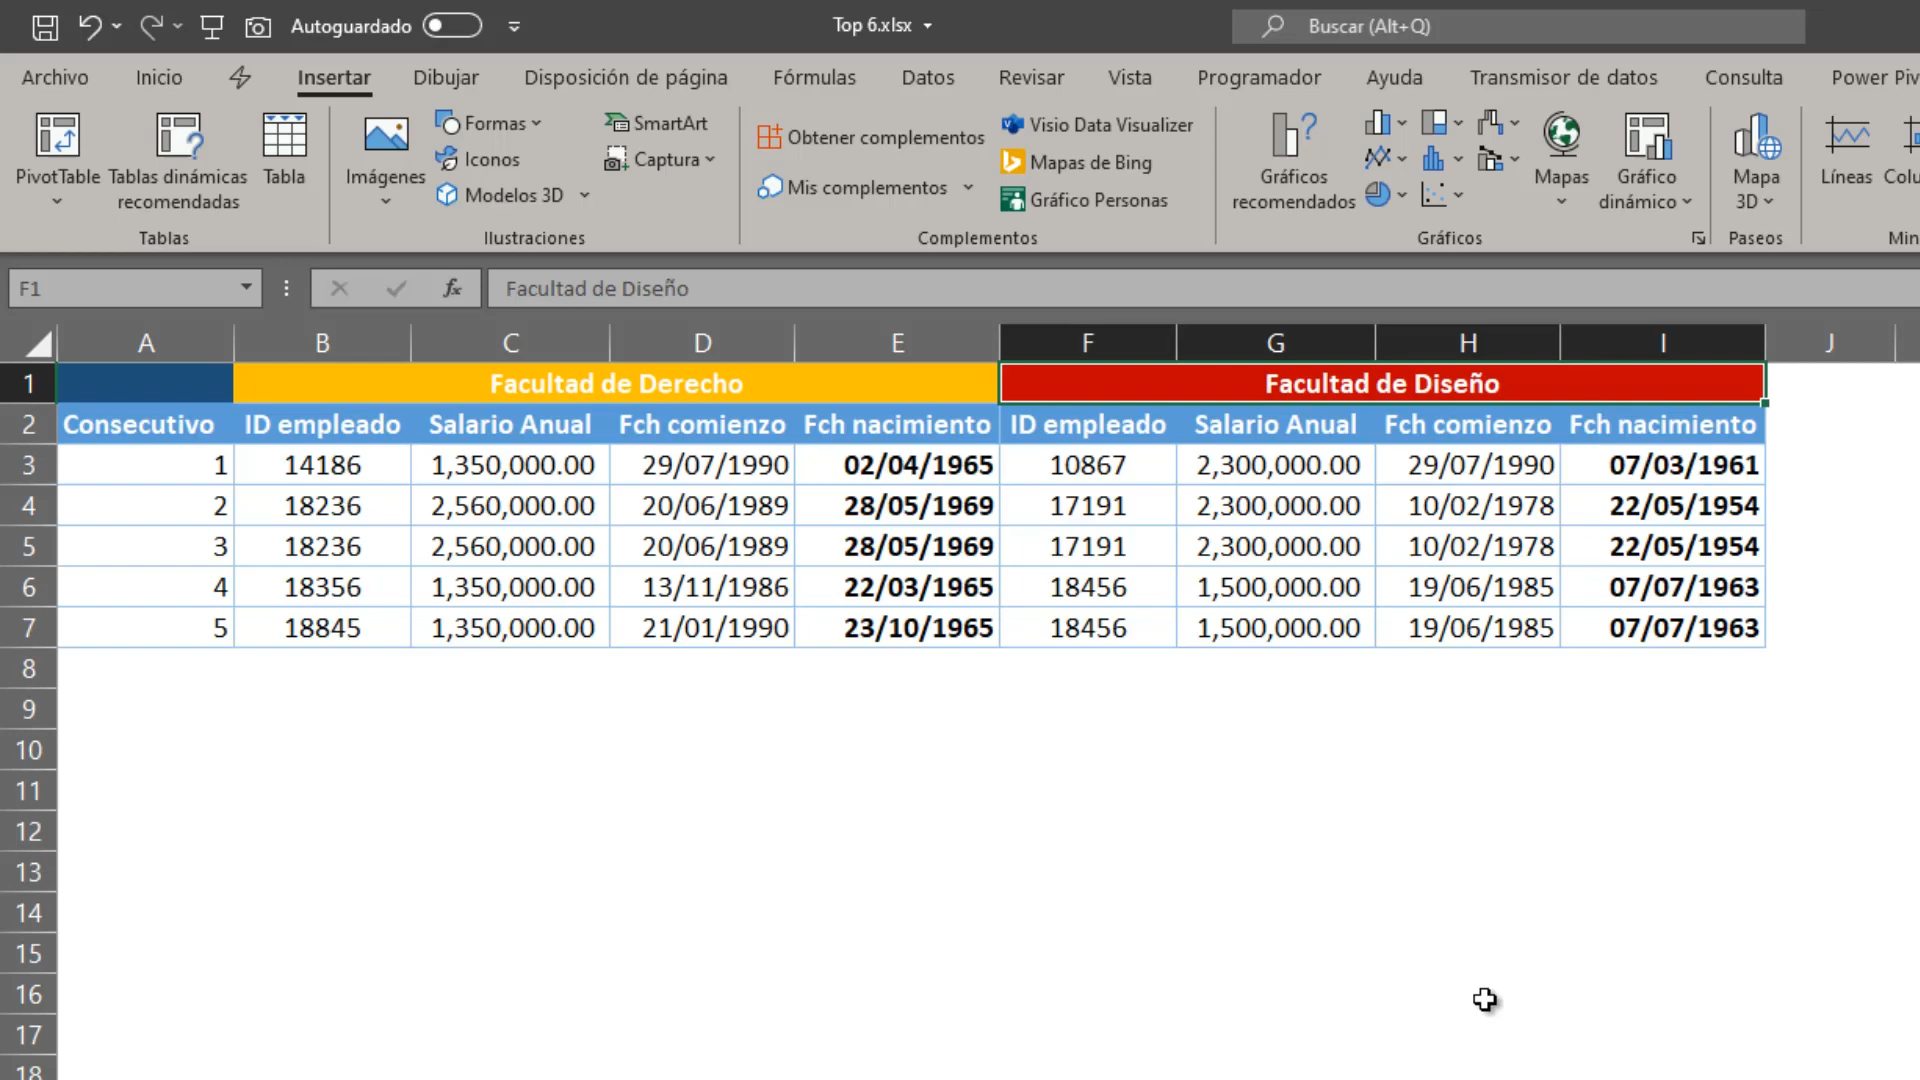 Autoguardado
Top 6.xlsx
Buscar (Alt+Q)
Archivo Inicio Insertar Dibujar Disposición de página Fórmulas Datos Revisar Vista Programador Ayuda Transmisor de datos Consulta Power Piv
PivotTable
Tablas dinámicas
recomendadas
Tabla
Tablas
Imágenes
Formas
Iconos
Modelos 3D
SmartArt
Captura
Ilustraciones
Obtener complementos
Mis complementos
Visio Data Visualizer
Mapas de Bing
Gráfico Personas
Complementos
Gráficos
recomendados
Mapas
Gráfico
dinámico
Gráficos
Mapa
3D
Paseos
Líneas
Colu
Min
F1 fx Facultad de Diseño
A B C D E F G H I J
1 Facultad de Derecho Facultad de Diseño
2 Consecutivo ID empleado Salario Anual Fch comienzo Fch nacimiento ID empleado Salario Anual Fch comienzo Fch nacimiento
3 1 14186 1,350,000.00 29/07/1990 02/04/1965 10867 2,300,000.00 29/07/1990 07/03/1961
4 2 18236 2,560,000.00 20/06/1989 28/05/1969 17191 2,300,000.00 10/02/1978 22/05/1954
5 3 18236 2,560,000.00 20/06/1989 28/05/1969 17191 2,300,000.00 10/02/1978 22/05/1954
6 4 18356 1,350,000.00 13/11/1986 22/03/1965 18456 1,500,000.00 19/06/1985 07/07/1963
7 5 18845 1,350,000.00 21/01/1990 23/10/1965 18456 1,500,000.00 19/06/1985 07/07/1963
8
9
10
11
12
13
14
15
16
17
18